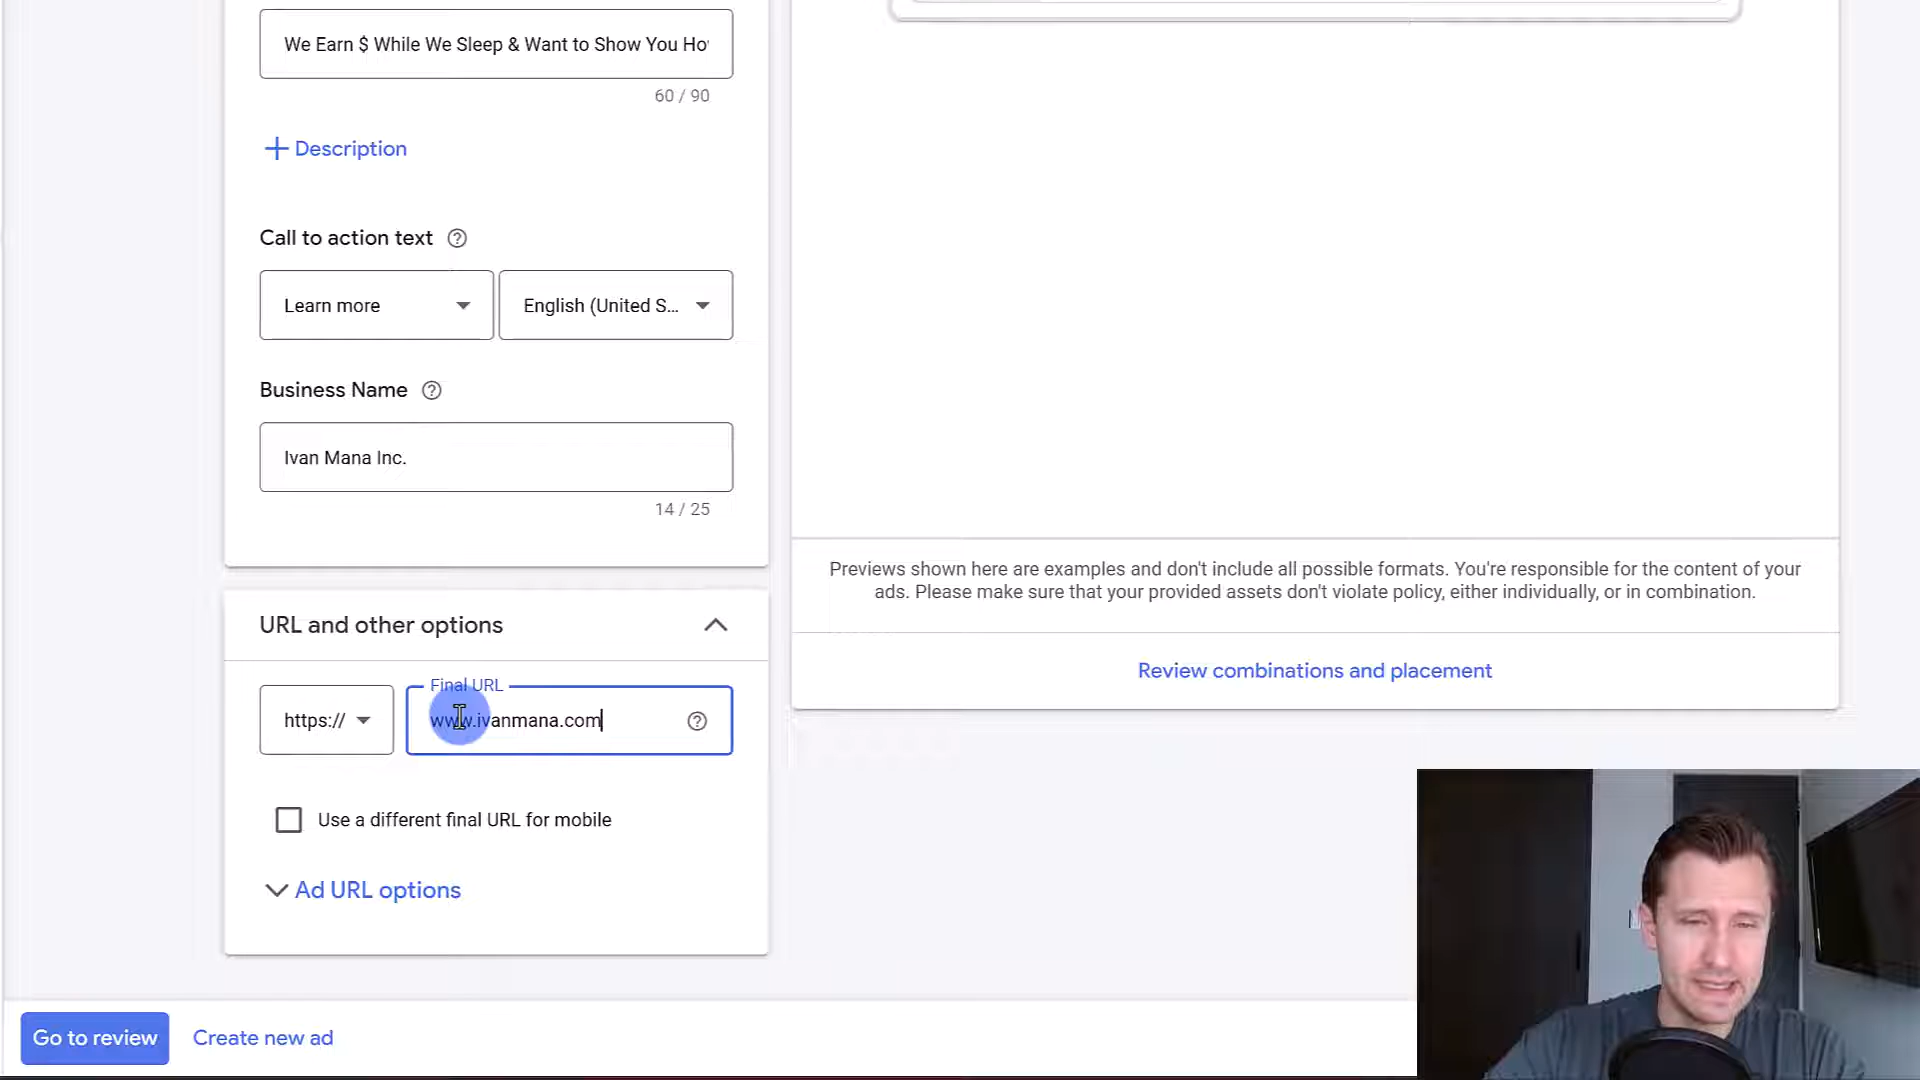 We Earn $ While We Sleep & Want to Show You Ho
60 / 90
Description
Call to action text
Learn more
English (United S...
Business Name
Ivan Mana Inc.
14 / 25
Previews shown here are examples and don't include all possible formats. You're responsible for the content of your
ads. Please make sure that your provided assets don't violate policy, either individually, or in combination.
Review combinations and placement
URL and other options
Final URL
https://
www.ivanmana.com
Use a different final URL for mobile
Ad URL options
Go to review
Create new ad